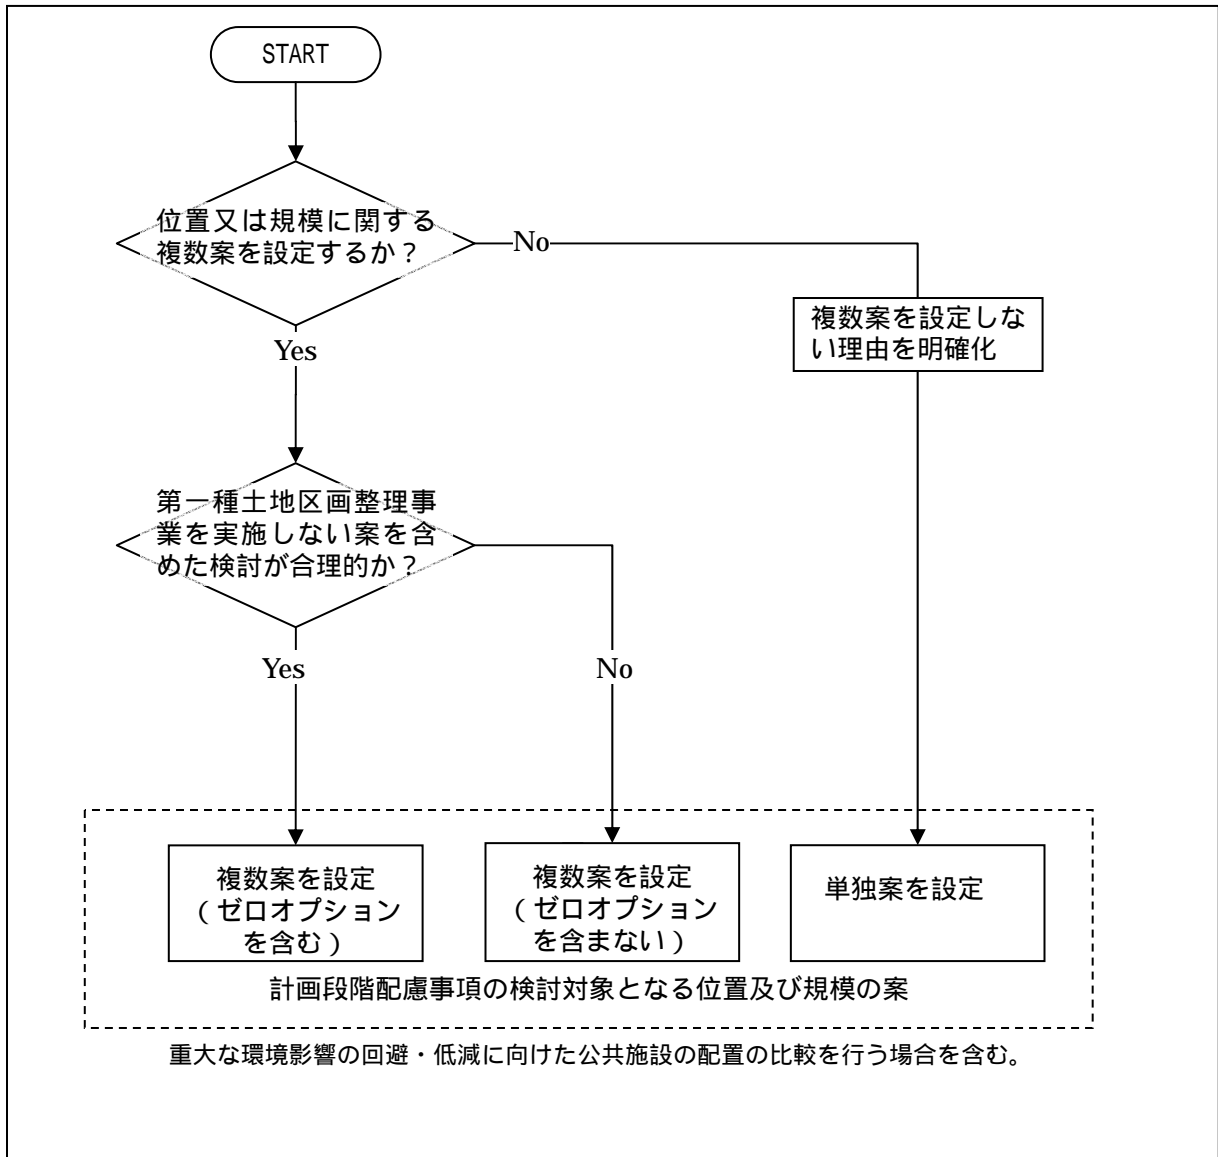 START
位置又は規模に関する
複数案を設定するか？
No
複数案を設定しな
い理由を明確化
Yes
第一種土地区画整理事
業を実施しない案を含
めた検討が合理的か？
Yes
No
複数案を設定
（ゼロオプション
を含む）
複数案を設定
（ゼロオプション
を含まない）
単独案を設定
計画段階配慮事項の検討対象となる位置及び規模の案
重大な環境影響の回避・低減に向けた公共施設の配置の比較を行う場合を含む。